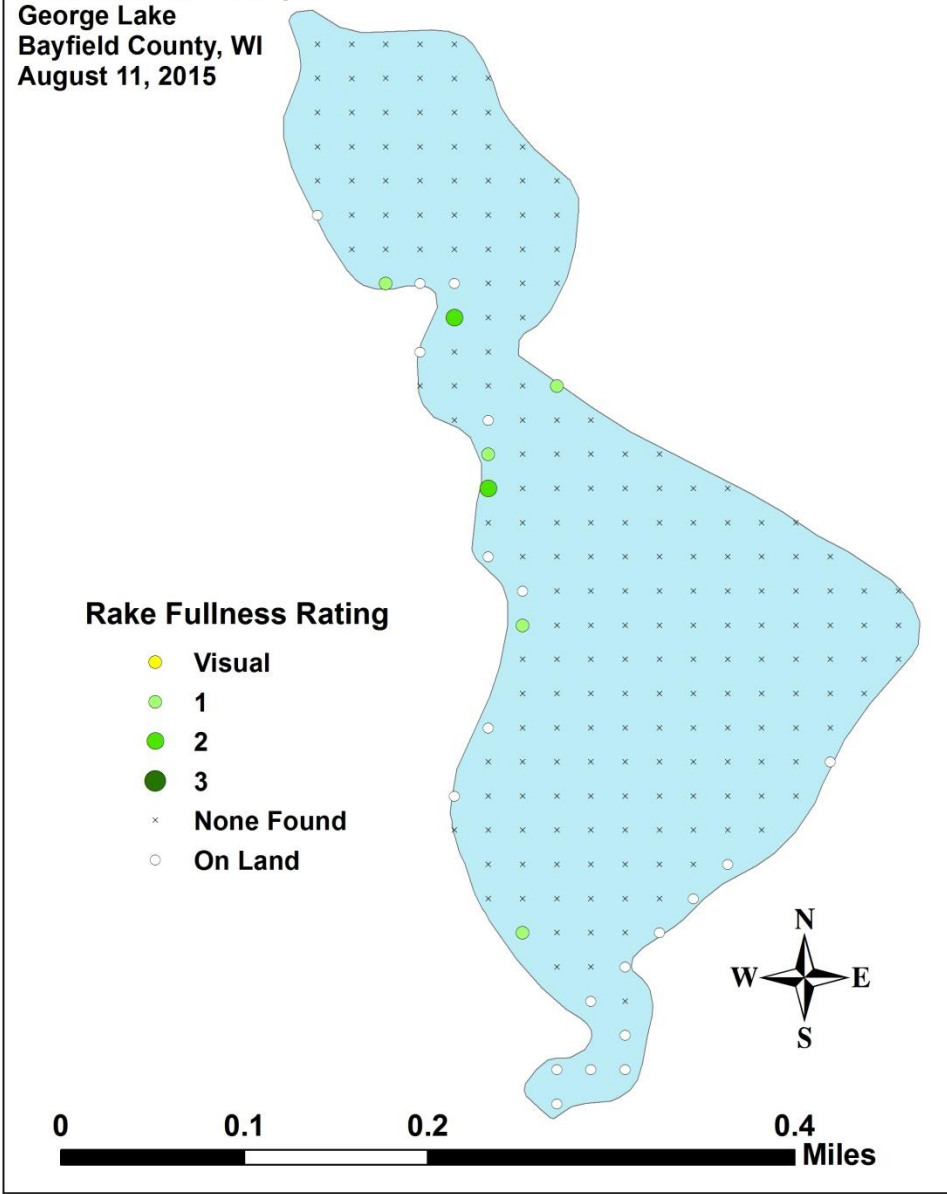 George Lake
Bayfield County, WI
August 11, 2015
Rake Fullness Rating
Visual
1
2
3
None Found
On Land
N
W E
S
0 0.1 0.2 0.4
Miles